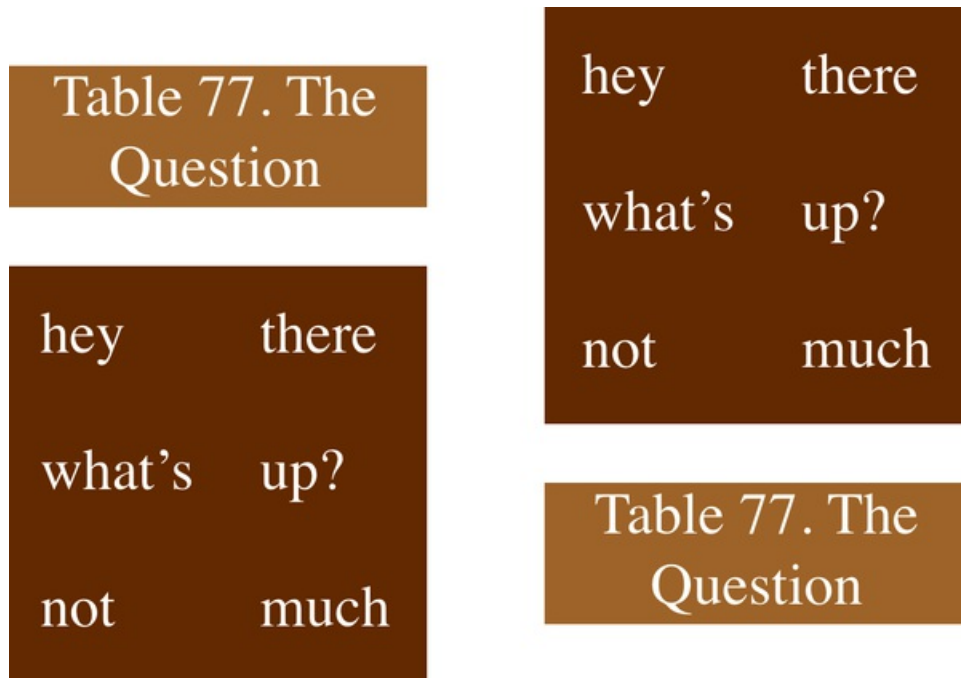 Table 77. The
Question
hey there
what’s up?
not much
hey there
what’s up?
not much
Table 77. The
Question